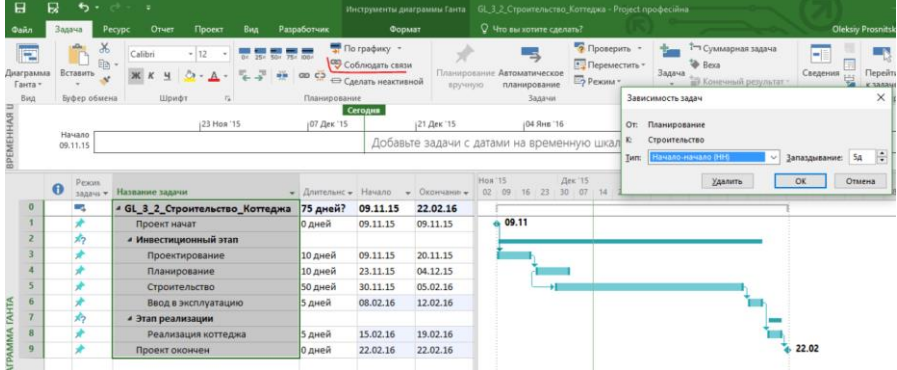 Инструменты диаграммы Ганта GL_3_2_Строительство_Коттеджа - Project професійна
Файл Задача Ресурс Отчет Проект Вид Разработчик Формат Что вы хотите сделать? Oleksiy Prosnitsk
Диаграмма Ганта
Вставить
Calibri 12
Ж К Ч
По графику
Соблюдать связи
Сделать неактивной
Планирование вручную
Автоматическое планирование
Проверить
Переместить
Режим
Задача
Суммарная задача
Веха
Конечный результат
Сведения
Перейти к задаче
Вид Буфер обмена Шрифт Планирование Задачи
Зависимость задач
От: Планирование
К: Строительство
Тип: Начало-начало (НН) Запаздывание: 5д
Удалить OK Отмена
Сегодня
23 Ноя '15 07 Дек '15 21 Дек '15 04 Янв '16
Начало
09.11.15
Добавьте задачи с датами на временную шкал
Режим задачи Название задачи Длительнс Начало Окончание
Ноя '15 Дек '15
02 09 16 23 30 07 14
0 GL_3_2_Строительство_Коттеджа 75 дней? 09.11.15 22.02.16
1 Проект начат 0 дней 09.11.15 09.11.15 09.11
2 Инвестиционный этап
3 Проектирование 10 дней 09.11.15 20.11.15
4 Планирование 10 дней 23.11.15 04.12.15
5 Строительство 50 дней 30.11.15 05.02.16
6 Ввод в эксплуатацию 5 дней 08.02.16 12.02.16
7 Этап реализации
8 Реализация коттеджа 5 дней 15.02.16 19.02.16
9 Проект окончен 0 дней 22.02.16 22.02.16 22.02